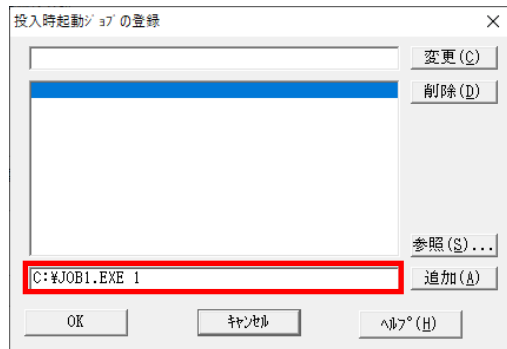 投入時起動ｼﾞｮﾌﾞの登録
変更(C)
削除(D)
参照(S)...
C:¥JOB1.EXE 1
追加(A)
OK
ｷｬﾝｾﾙ
ﾍﾙﾌﾟ(H)